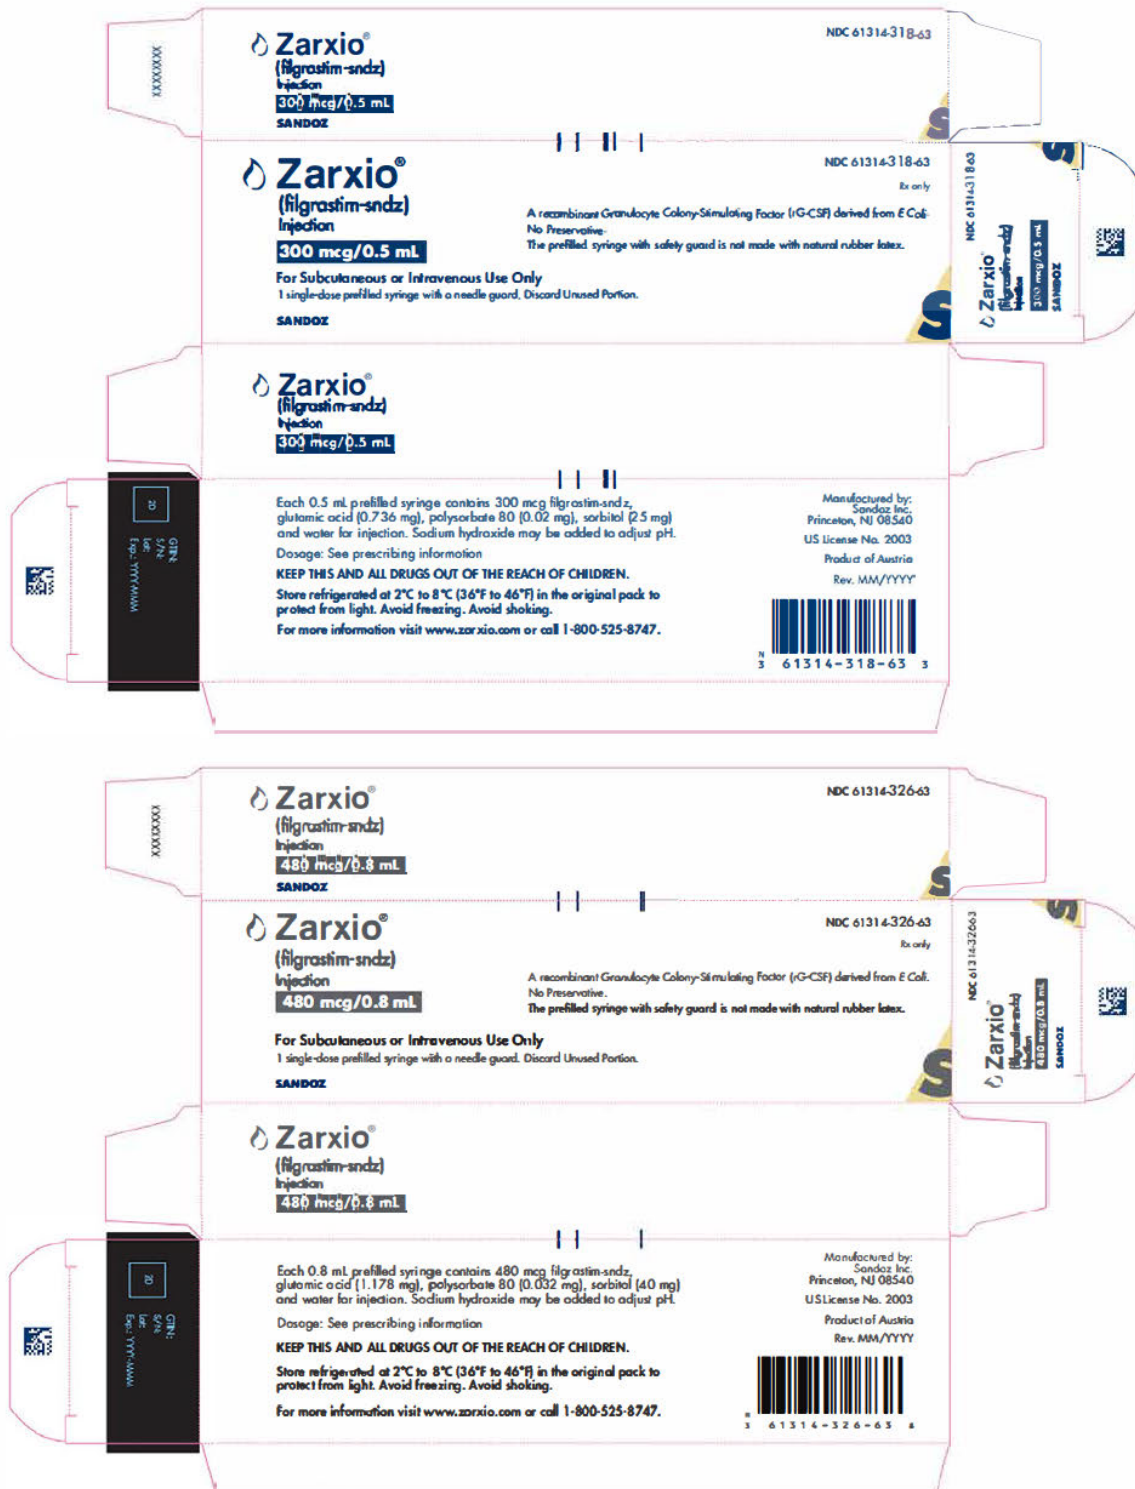 XXXXXXXX
Zarxio®
(filgrastim-sndz)
Injection
300 mcg/0.5 mL
SANDOZ
NDC 61314-318-63
S
Zarxio®
(filgrastim-sndz)
Injection
300 mcg/0.5 mL
For Subcutaneous or Intravenous Use Only
1 single-dose prefilled syringe with a needle guard. Discard Unused Portion.
SANDOZ
NDC 61314-318-63
Rx only
A recombinant Granulocyte Colony-Stimulating Factor (rG-CSF) derived from E Coli.
No Preservative.
The prefilled syringe with safety guard is not made with natural rubber latex.
S
NDC 61314-318-63
Zarxio®
(filgrastim-sndz)
Injection
300 mcg/0.5 mL
SANDOZ
S
Zarxio®
(filgrastim-sndz)
Injection
300 mcg/0.5 mL
2D
GTIN:
S/N:
Lot:
Exp.: YYYY-MMM
Each 0.5 mL prefilled syringe contains 300 mcg filgrastim-sndz,
glutamic acid (0.736 mg), polysorbate 80 (0.02 mg), sorbitol (25 mg)
and water for injection. Sodium hydroxide may be added to adjust pH.
Dosage: See prescribing information
KEEP THIS AND ALL DRUGS OUT OF THE REACH OF CHILDREN.
Store refrigerated at 2°C to 8°C (36°F to 46°F) in the original pack to
protect from light. Avoid freezing. Avoid shaking.
For more information visit www.zarxio.com or call 1-800-525-8747.
Manufactured by:
Sandoz Inc.
Princeton, NJ 08540
US License No. 2003
Product of Austria
Rev. MM/YYYY
N
3 61314-318-63 3
XXXXXXXX
Zarxio®
(filgrastim-sndz)
Injection
480 mcg/0.8 mL
SANDOZ
NDC 61314-326-63
S
Zarxio®
(filgrastim-sndz)
Injection
480 mcg/0.8 mL
For Subcutaneous or Intravenous Use Only
1 single-dose prefilled syringe with a needle guard. Discard Unused Portion.
SANDOZ
NDC 61314-326-63
Rx only
A recombinant Granulocyte Colony-Stimulating Factor (rG-CSF) derived from E Coli.
No Preservative.
The prefilled syringe with safety guard is not made with natural rubber latex.
S
NDC 61314-32663
Zarxio®
(filgrastim-sndz)
Injection
480 mcg/0.8 mL
SANDOZ
S
Zarxio®
(filgrastim-sndz)
Injection
480 mcg/0.8 mL
2D
GTIN:
S/N:
Lot:
Exp.: YYYY-MMM
Each 0.8 mL prefilled syringe contains 480 mcg filgrastim-sndz,
glutamic acid (1.178 mg), polysorbate 80 (0.032 mg), sorbitol (40 mg)
and water for injection. Sodium hydroxide may be added to adjust pH.
Dosage: See prescribing information
KEEP THIS AND ALL DRUGS OUT OF THE REACH OF CHILDREN.
Store refrigerated at 2°C to 8°C (36°F to 46°F) in the original pack to
protect from light. Avoid freezing. Avoid shaking.
For more information visit www.zarxio.com or call 1-800-525-8747.
Manufactured by:
Sandoz Inc.
Princeton, NJ 08540
US License No. 2003
Product of Austria
Rev. MM/YYYY
N
3 61314-326-63 8